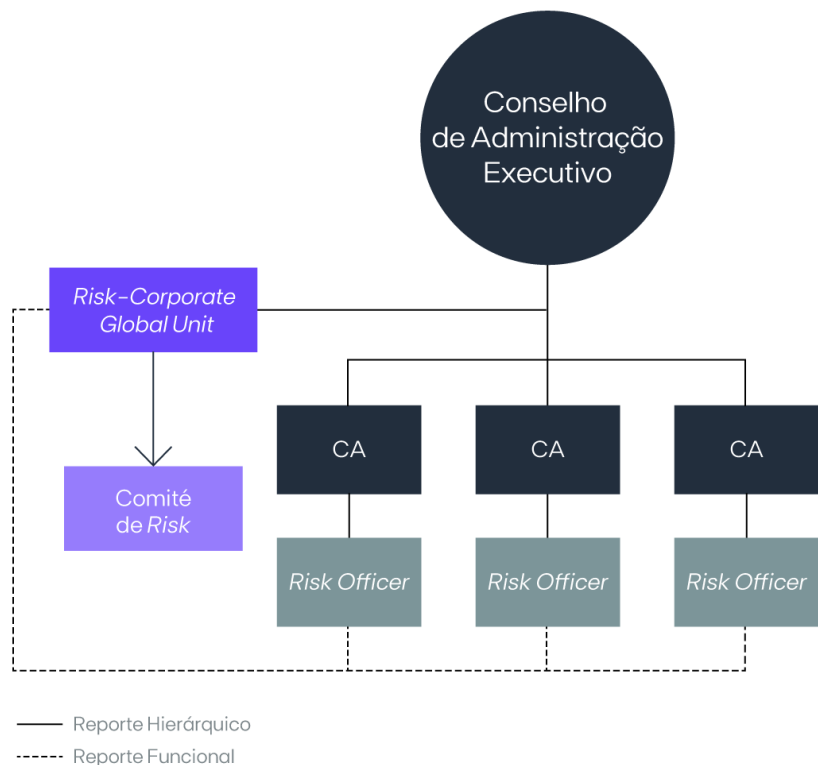 Conselho
de Administração
Executivo
Risk-Corporate
Global Unit
Comité
de Risk
CA
CA
CA
Risk Officer
Risk Officer
Risk Officer
Reporte Hierárquico
Reporte Funcional